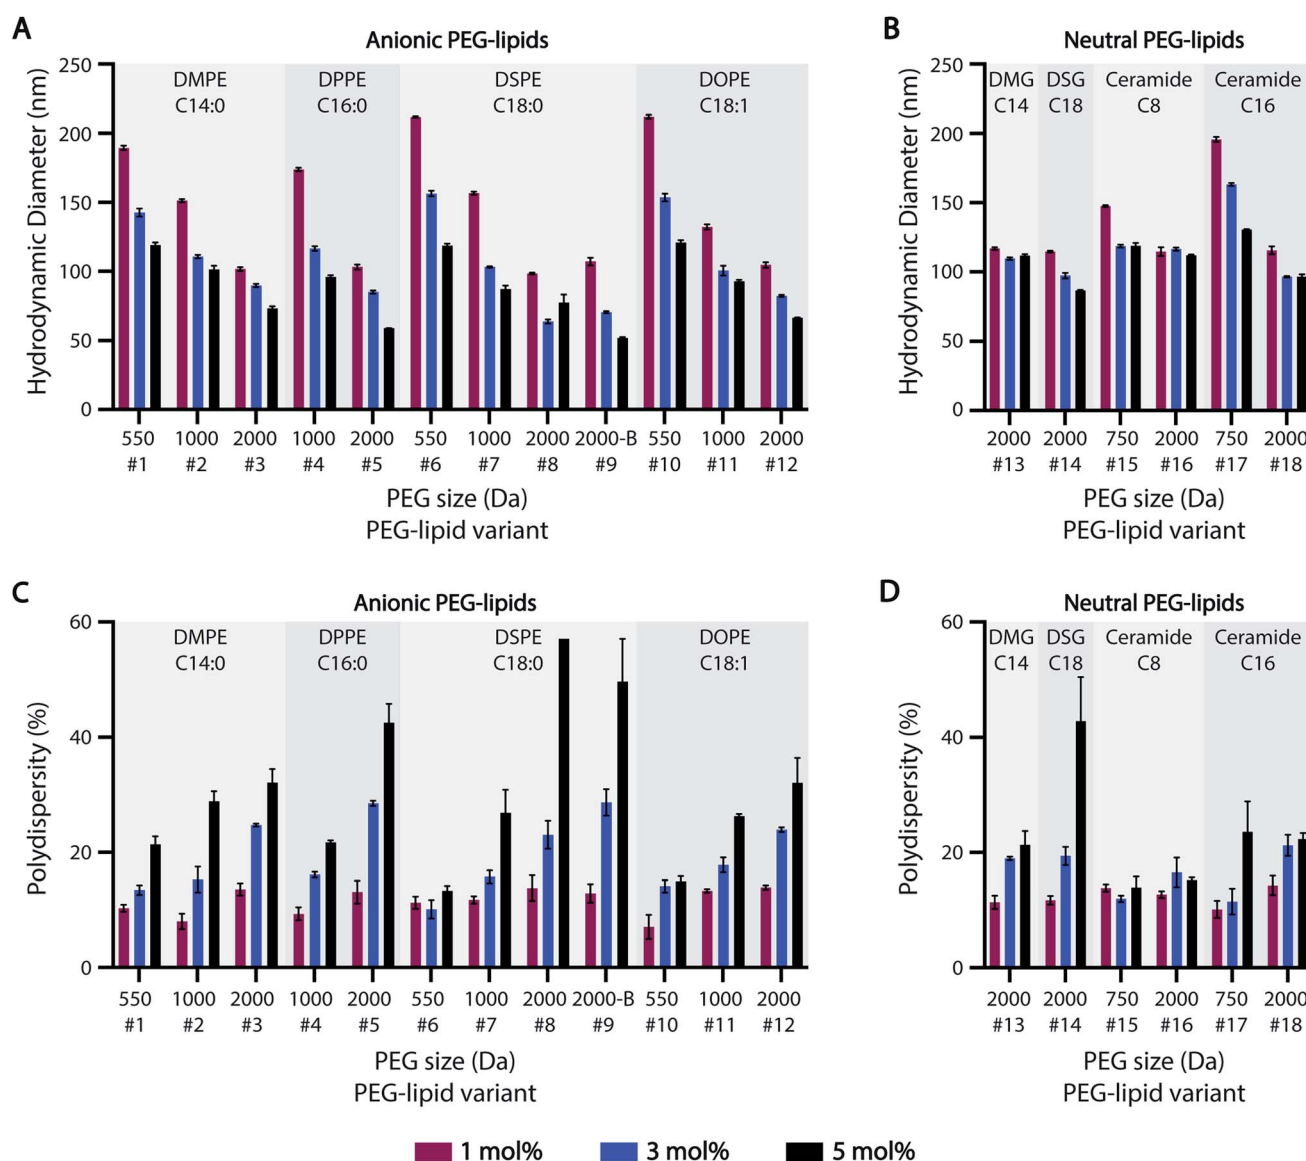 A
Anionic PEG-lipids
Hydrodynamic Diameter (nm)
250
200
150
100
50
0
DMPE DPPE DSPE DOPE
C14:0 C16:0 C18:0 C18:1
550 1000 2000 1000 2000 550 1000 2000 2000-B 550 1000 2000
#1 #2 #3 #4 #5 #6 #7 #8 #9 #10 #11 #12
PEG size (Da)
PEG-lipid variant
B
Neutral PEG-lipids
Hydrodynamic Diameter (nm)
250
200
150
100
50
0
DMG DSG Ceramide Ceramide
C14 C18 C8 C16
2000 2000 750 2000 750 2000
#13 #14 #15 #16 #17 #18
PEG size (Da)
PEG-lipid variant
C
Anionic PEG-lipids
Polydispersity (%)
60
40
20
0
DMPE DPPE DSPE DOPE
C14:0 C16:0 C18:0 C18:1
550 1000 2000 1000 2000 550 1000 2000 2000-B 550 1000 2000
#1 #2 #3 #4 #5 #6 #7 #8 #9 #10 #11 #12
PEG size (Da)
PEG-lipid variant
D
Neutral PEG-lipids
Polydispersity (%)
60
40
20
0
DMG DSG Ceramide Ceramide
C14 C18 C8 C16
2000 2000 750 2000 750 2000
#13 #14 #15 #16 #17 #18
PEG size (Da)
PEG-lipid variant
1 mol% 3 mol% 5 mol%